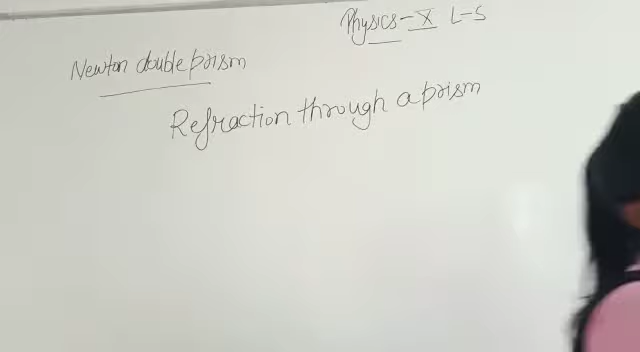 Physics - X L-5
Newton double prism
Refraction through a prism